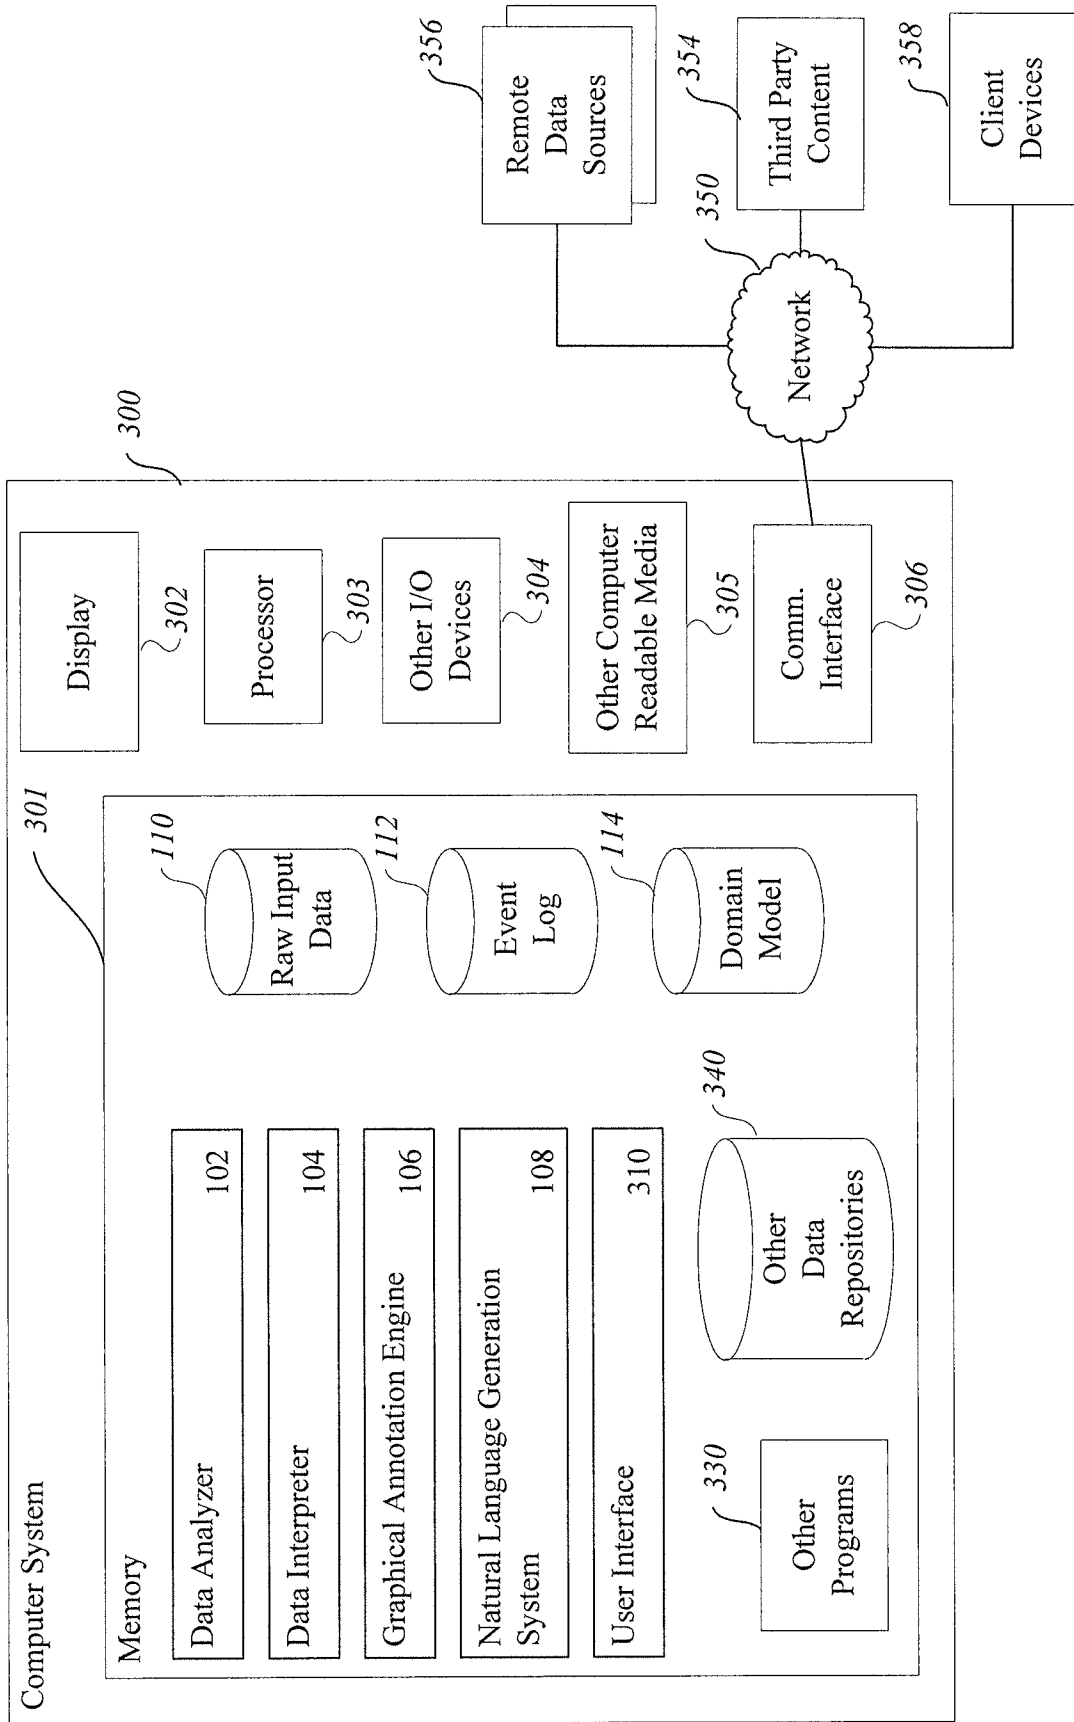 Computer System
300
Memory
301
Data Analyzer
102
Data Interpreter
104
Graphical Annotation Engine
106
Natural Language Generation
System
108
User Interface
310
Other
Programs
330
Other
Data
Repositories
340
Raw Input
Data
110
Event
Log
112
Domain
Model
114
Display
302
Processor
303
Other I/O
Devices
304
Other Computer
Readable Media
305
Comm.
Interface
306
Network
350
Remote
Data
Sources
356
Third Party
Content
354
Client
Devices
358